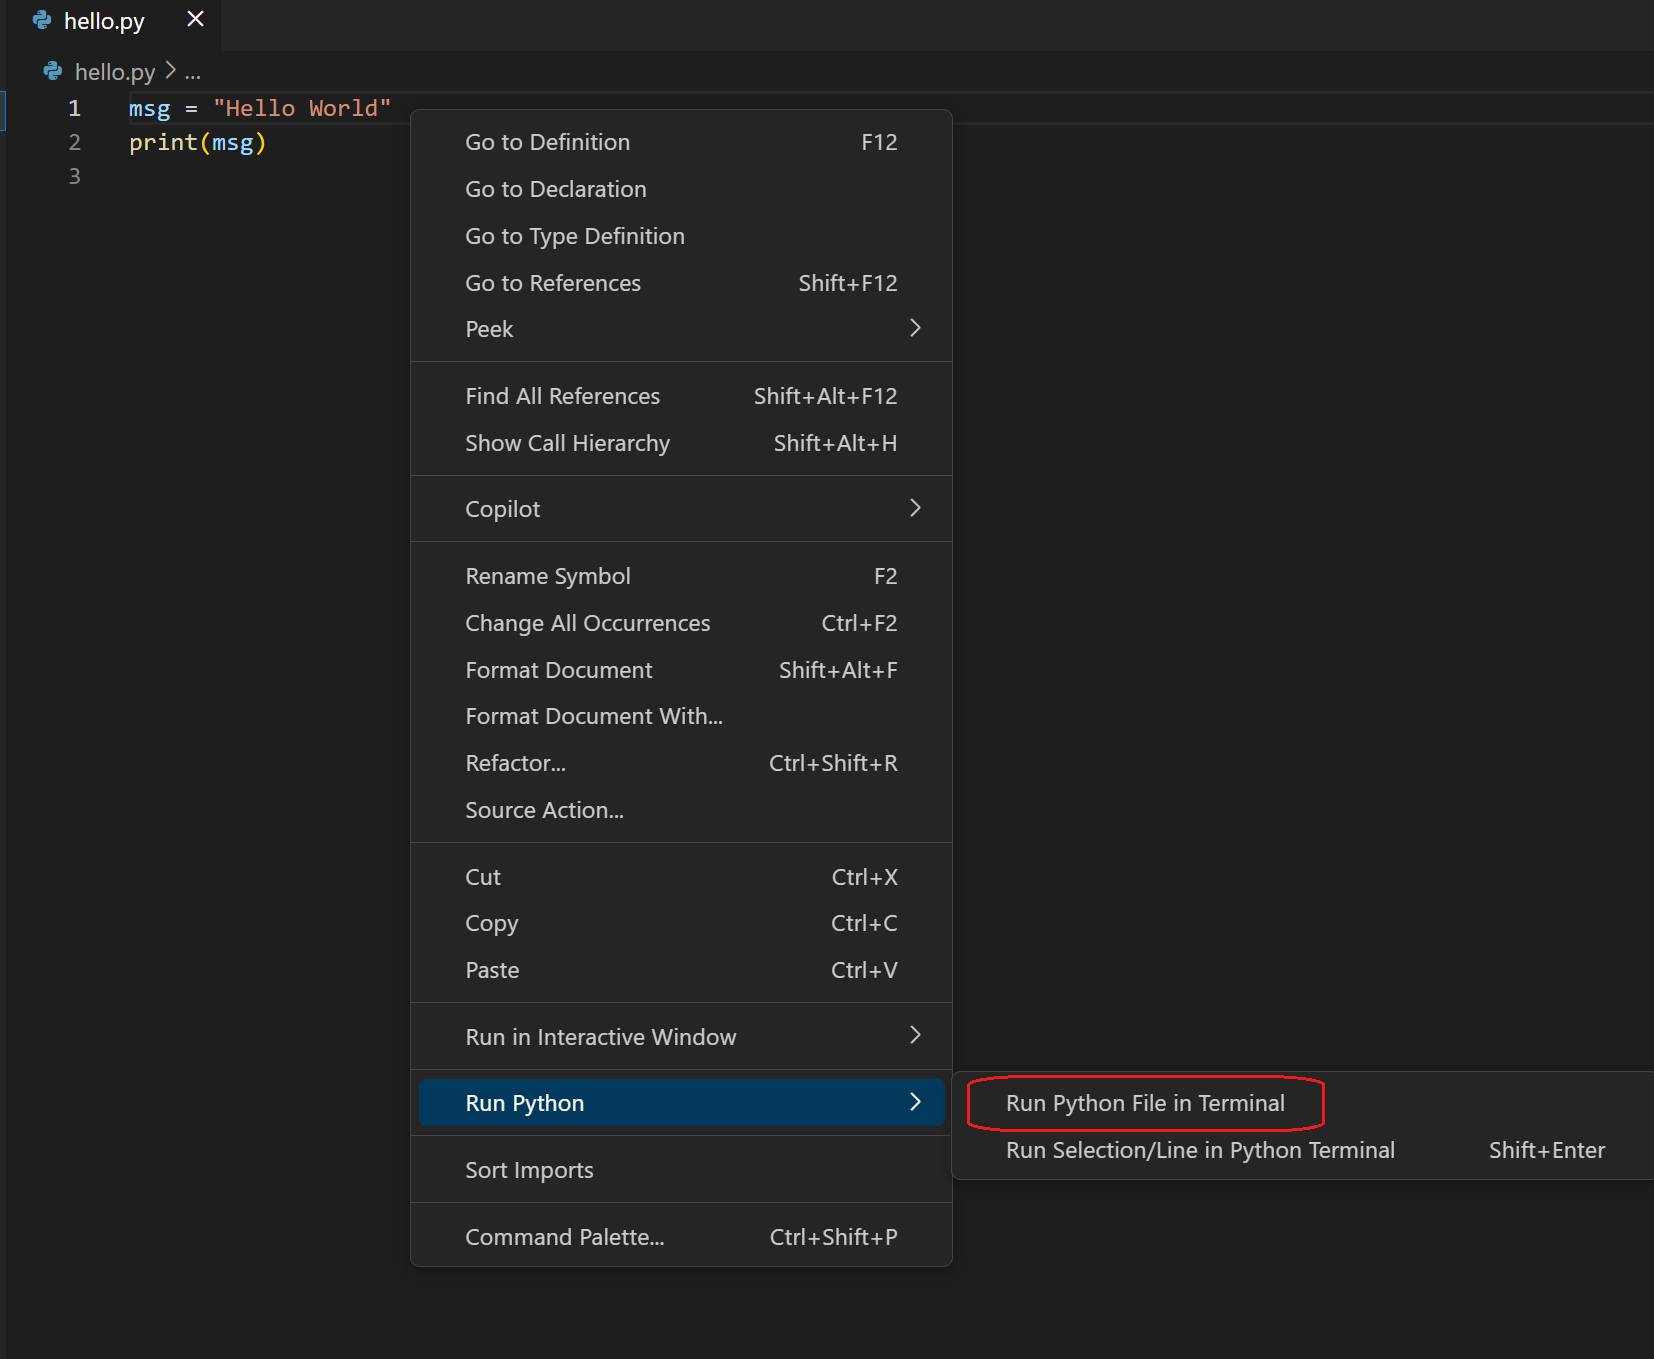 hello.py
hello.py > ...
1 msg = "Hello World"
2 print(msg)
3
Go to Definition F12
Go to Declaration
Go to Type Definition
Go to References Shift+F12
Peek
Find All References Shift+Alt+F12
Show Call Hierarchy Shift+Alt+H
Copilot
Rename Symbol F2
Change All Occurrences Ctrl+F2
Format Document Shift+Alt+F
Format Document With...
Refactor... Ctrl+Shift+R
Source Action...
Cut Ctrl+X
Copy Ctrl+C
Paste Ctrl+V
Run in Interactive Window
Run Python
Run Python File in Terminal
Run Selection/Line in Python Terminal Shift+Enter
Sort Imports
Command Palette... Ctrl+Shift+P